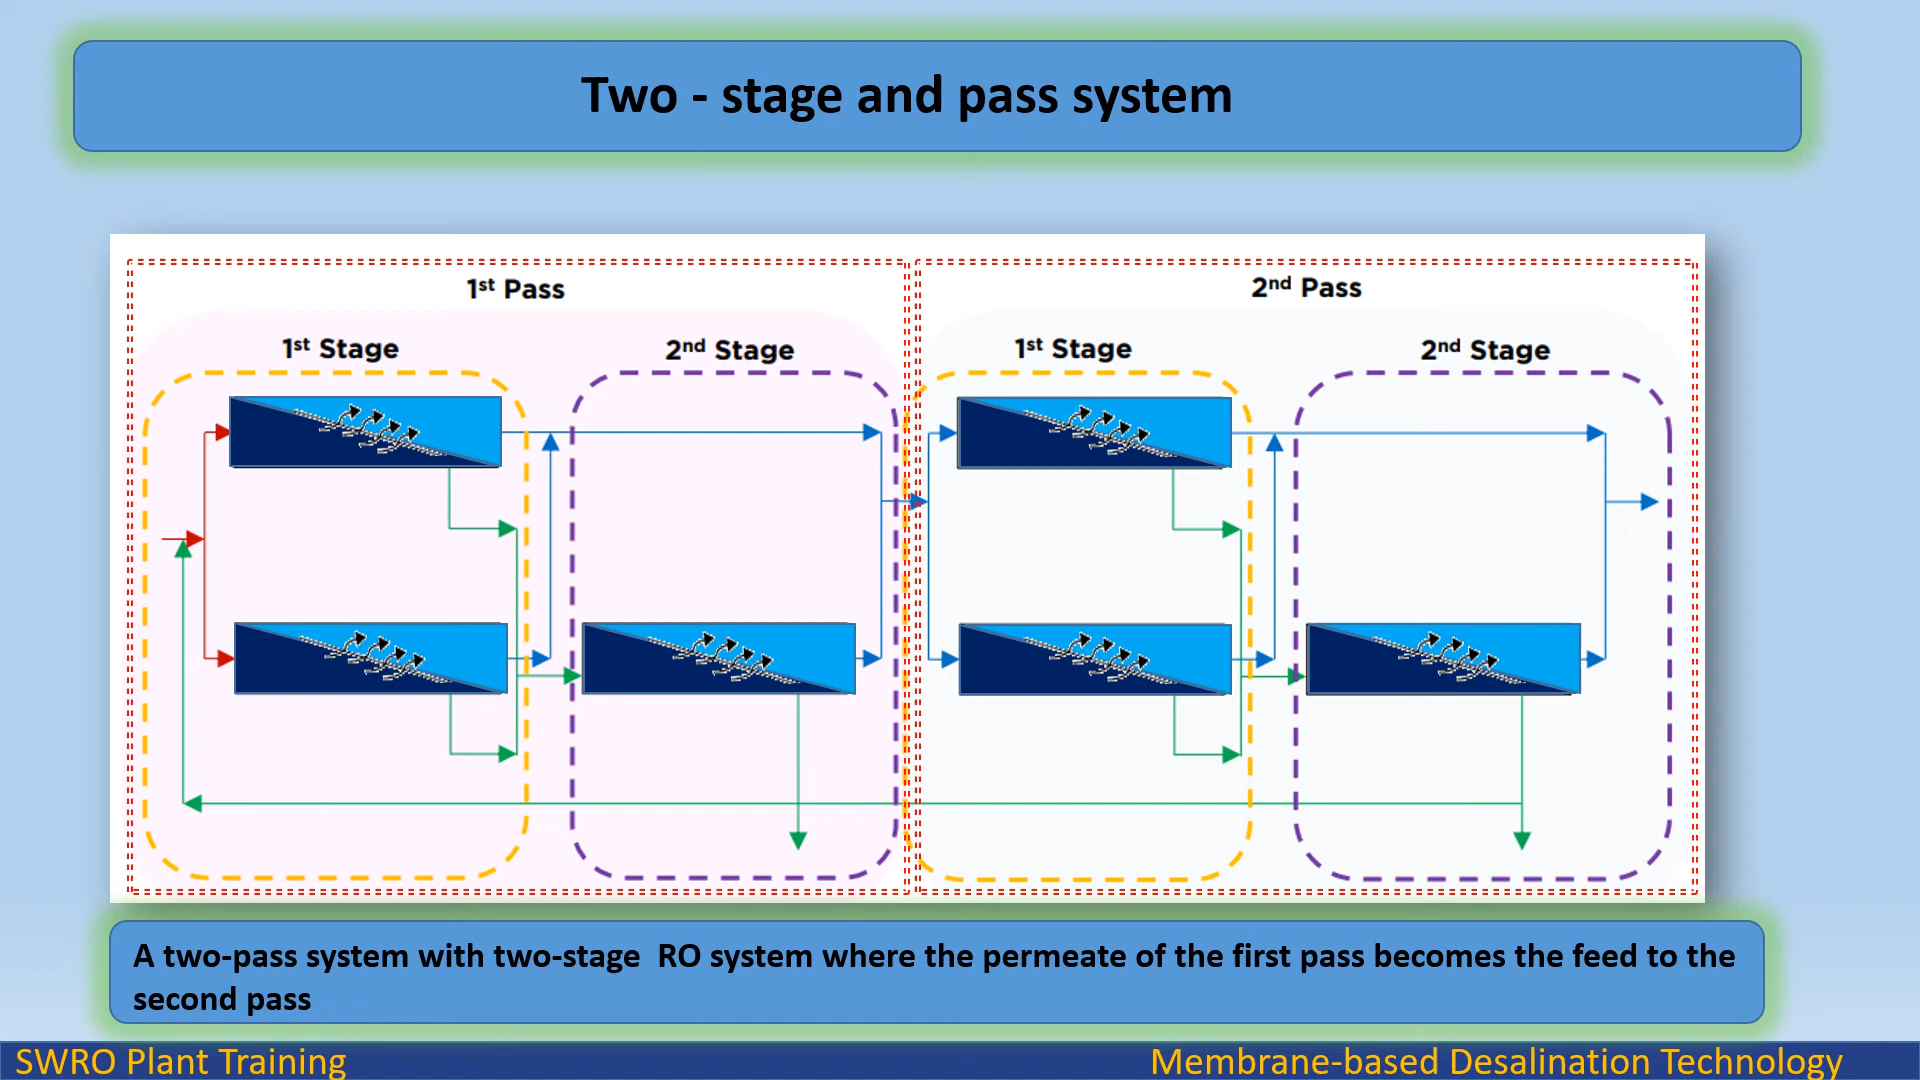 Two - stage and pass system
1st Pass
2nd Pass
1st Stage
2nd Stage
1st Stage
2nd Stage
A two-pass system with two-stage  RO system where the permeate of the first pass becomes the feed to the
second pass
SWRO Plant Training
Membrane-based Desalination Technology